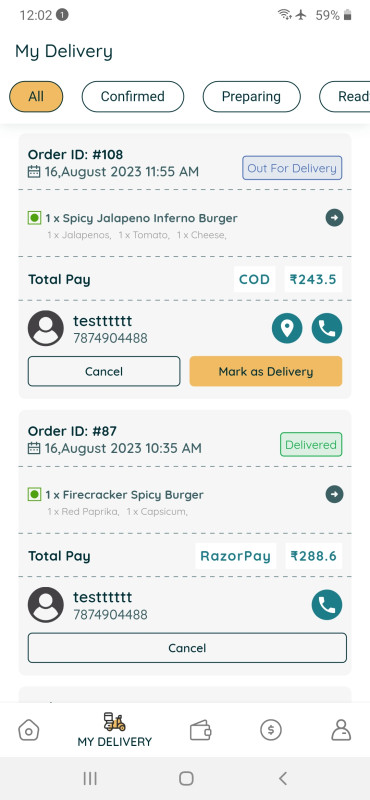 12:02 1 59%
My Delivery
All Confirmed Preparing Read
Order ID: #108
16,August 2023 11:55 AM
Out For Delivery
1 x Spicy Jalapeno Inferno Burger
1 x Jalapenos, 1 x Tomato, 1 x Cheese,
Total Pay COD ₹243.5
testttttt
7874904488
Cancel Mark as Delivery
Order ID: #87
16,August 2023 10:35 AM
Delivered
1 x Firecracker Spicy Burger
1 x Red Paprika, 1 x Capsicum,
Total Pay RazorPay ₹288.6
testttttt
7874904488
Cancel
MY DELIVERY